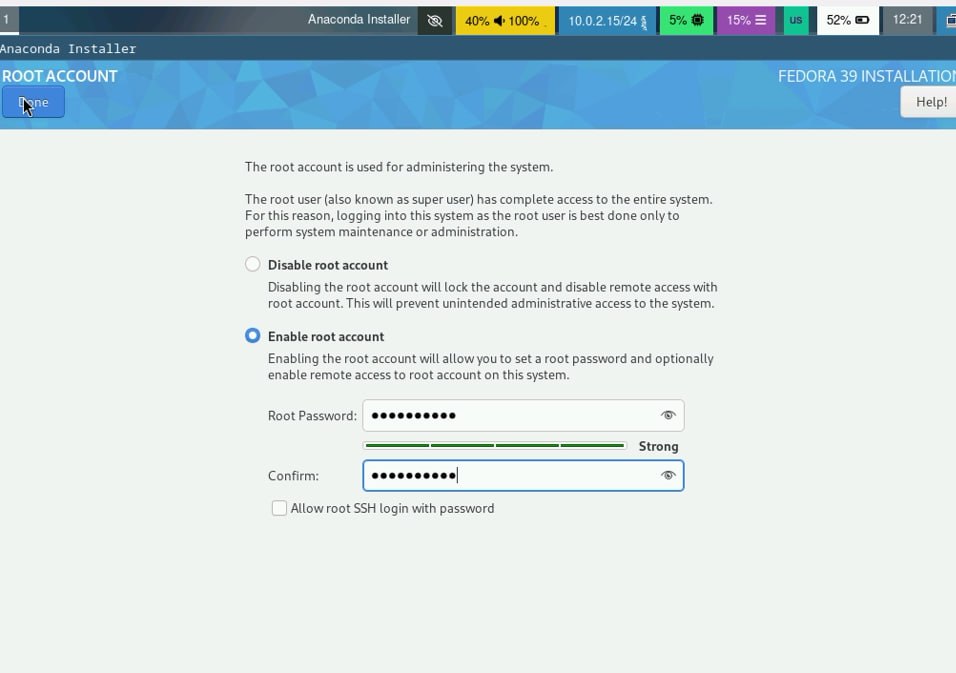 1 Anaconda Installer 40% 100% 10.0.2.15/24 5% 15% us 52% 12:21
Anaconda Installer
ROOT ACCOUNT FEDORA 39 INSTALLATION
Done Help!
The root account is used for administering the system.
The root user (also known as super user) has complete access to the entire system.
For this reason, logging into this system as the root user is best done only to
perform system maintenance or administration.
Disable root account
Disabling the root account will lock the account and disable remote access with
root account. This will prevent unintended administrative access to the system.
Enable root account
Enabling the root account will allow you to set a root password and optionally
enable remote access to root account on this system.
Root Password: ●●●●●●●●●●
Strong
Confirm: ●●●●●●●●●●
Allow root SSH login with password